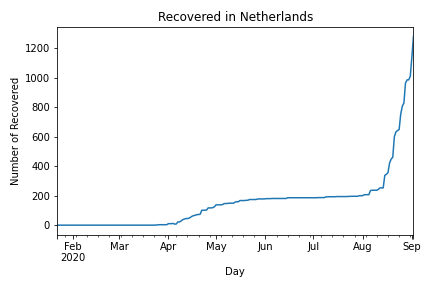 Recovered in Netherlands
Number of Recovered
1200
1000
800
600
400
200
0
Feb Mar Apr May Jun Jul Aug Sep
2020
Day